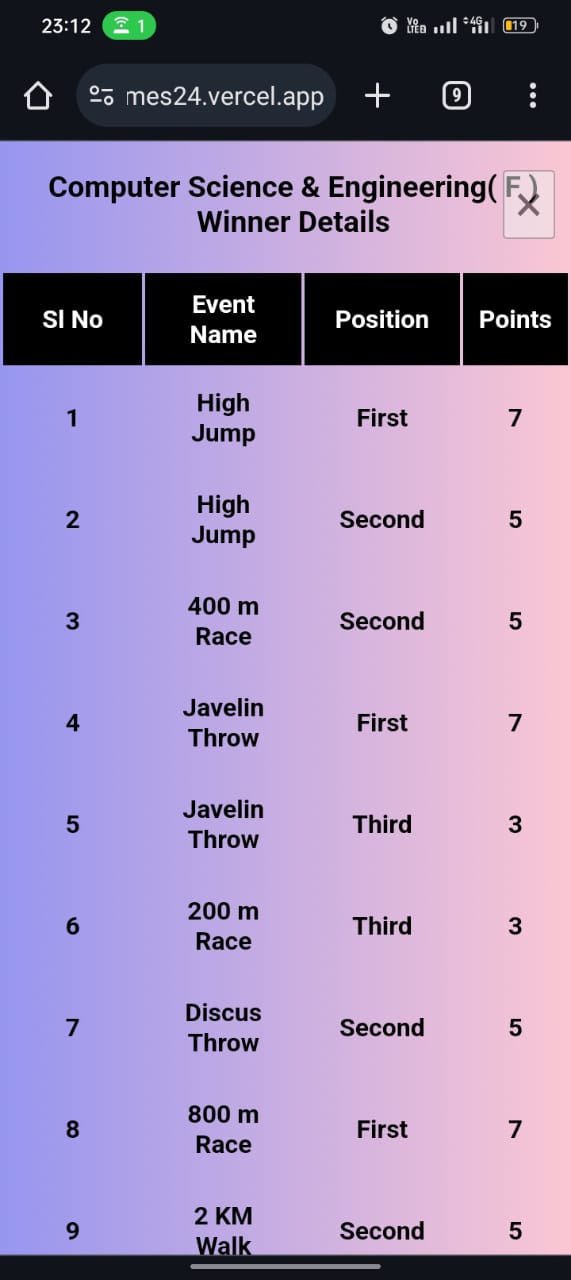 23:12 1 Vo LTE 4G 19
mes24.vercel.app 9
Computer Science & Engineering( F )
Winner Details
Sl No Event Name Position Points
1 High Jump First 7
2 High Jump Second 5
3 400 m Race Second 5
4 Javelin Throw First 7
5 Javelin Throw Third 3
6 200 m Race Third 3
7 Discus Throw Second 5
8 800 m Race First 7
9 2 KM Walk Second 5